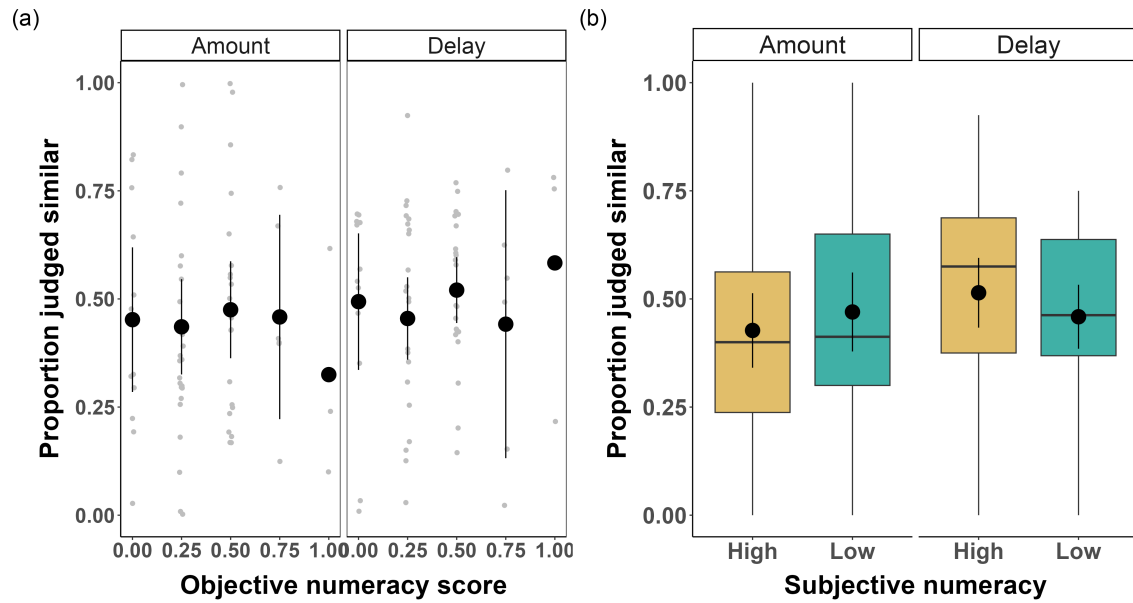 (a)
Amount Delay
1.00
0.75
0.50
0.25
0.00
Proportion judged similar
0.00 0.25 0.50 0.75 1.00 0.00 0.25 0.50 0.75 1.00
Objective numeracy score
(b)
Amount Delay
1.00
0.75
0.50
0.25
0.00
Proportion judged similar
High Low High Low
Subjective numeracy